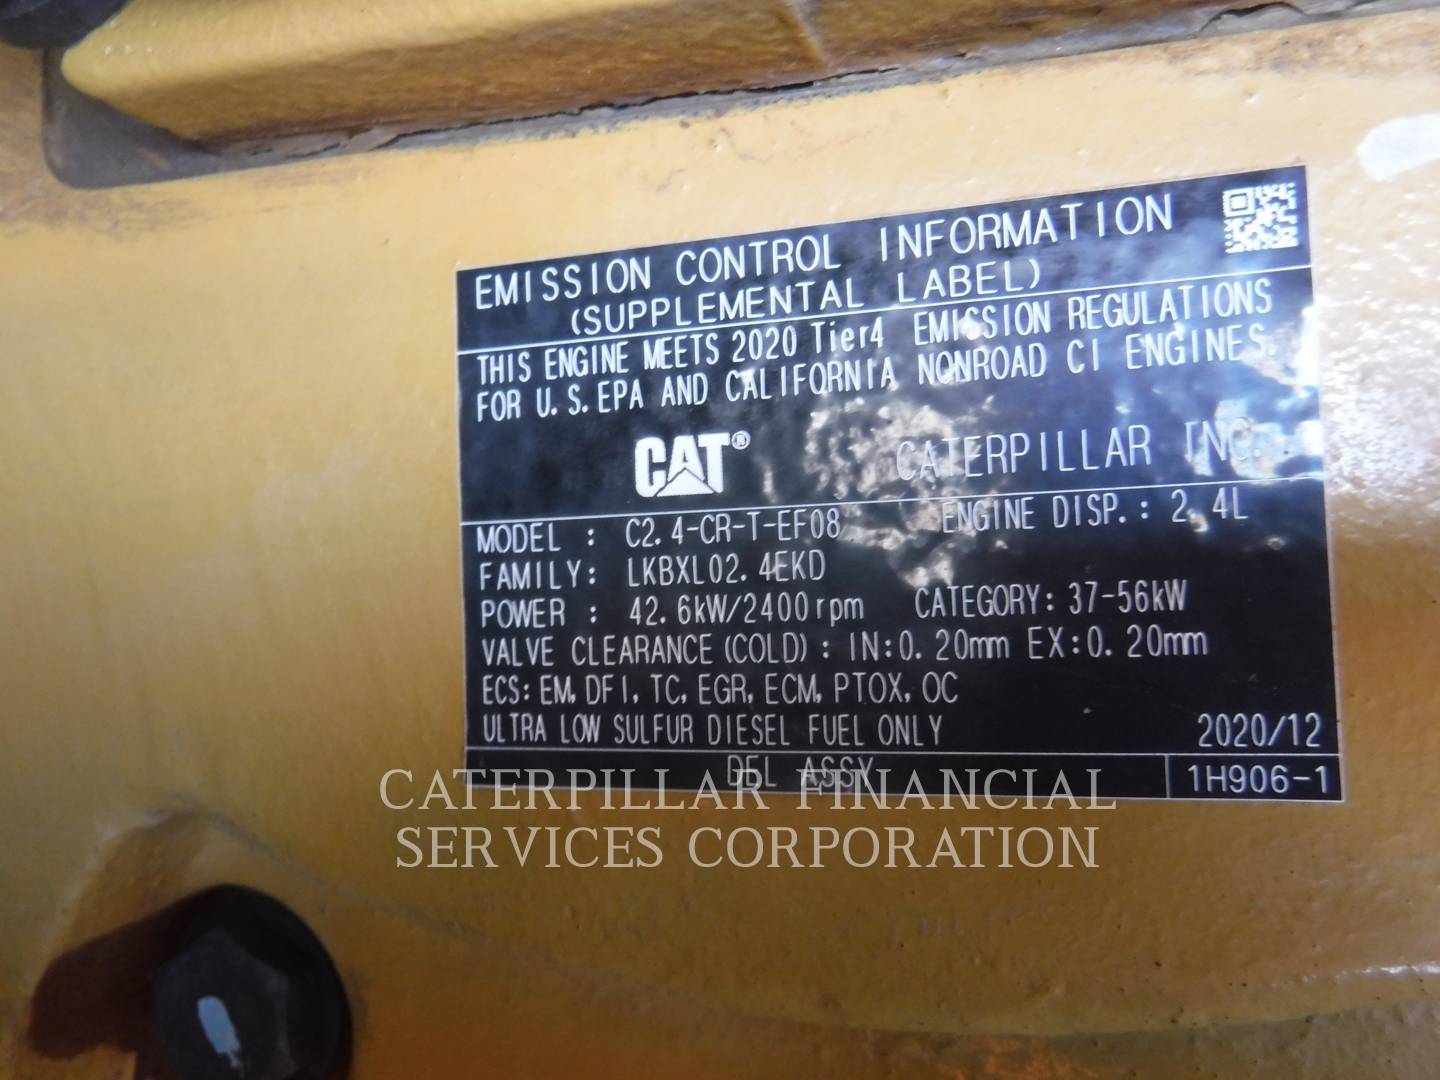 EMISSION CONTROL INFORMATION
(SUPPLEMENTAL LABEL)
THIS ENGINE MEETS 2020 Tier4 EMISSION REGULATIONS
FOR U.S.EPA AND CALIFORNIA NONROAD CI ENGINES.
CAT® CATERPILLAR INC.
MODEL : C2.4-CR-T-EF08 ENGINE DISP.: 2.4L
FAMILY: LKBXL02.4EKD
POWER : 42.6kW/2400rpm CATEGORY: 37-56kW
VALVE CLEARANCE(COLD): IN:0.20mm EX:0.20mm
ECS: EM, DFI, TC, EGR, ECM, PTOX, OC
ULTRA LOW SULFUR DIESEL FUEL ONLY 2020/12
DEL ASSY 1H906-1
CATERPILLAR FINANCIAL
SERVICES CORPORATION